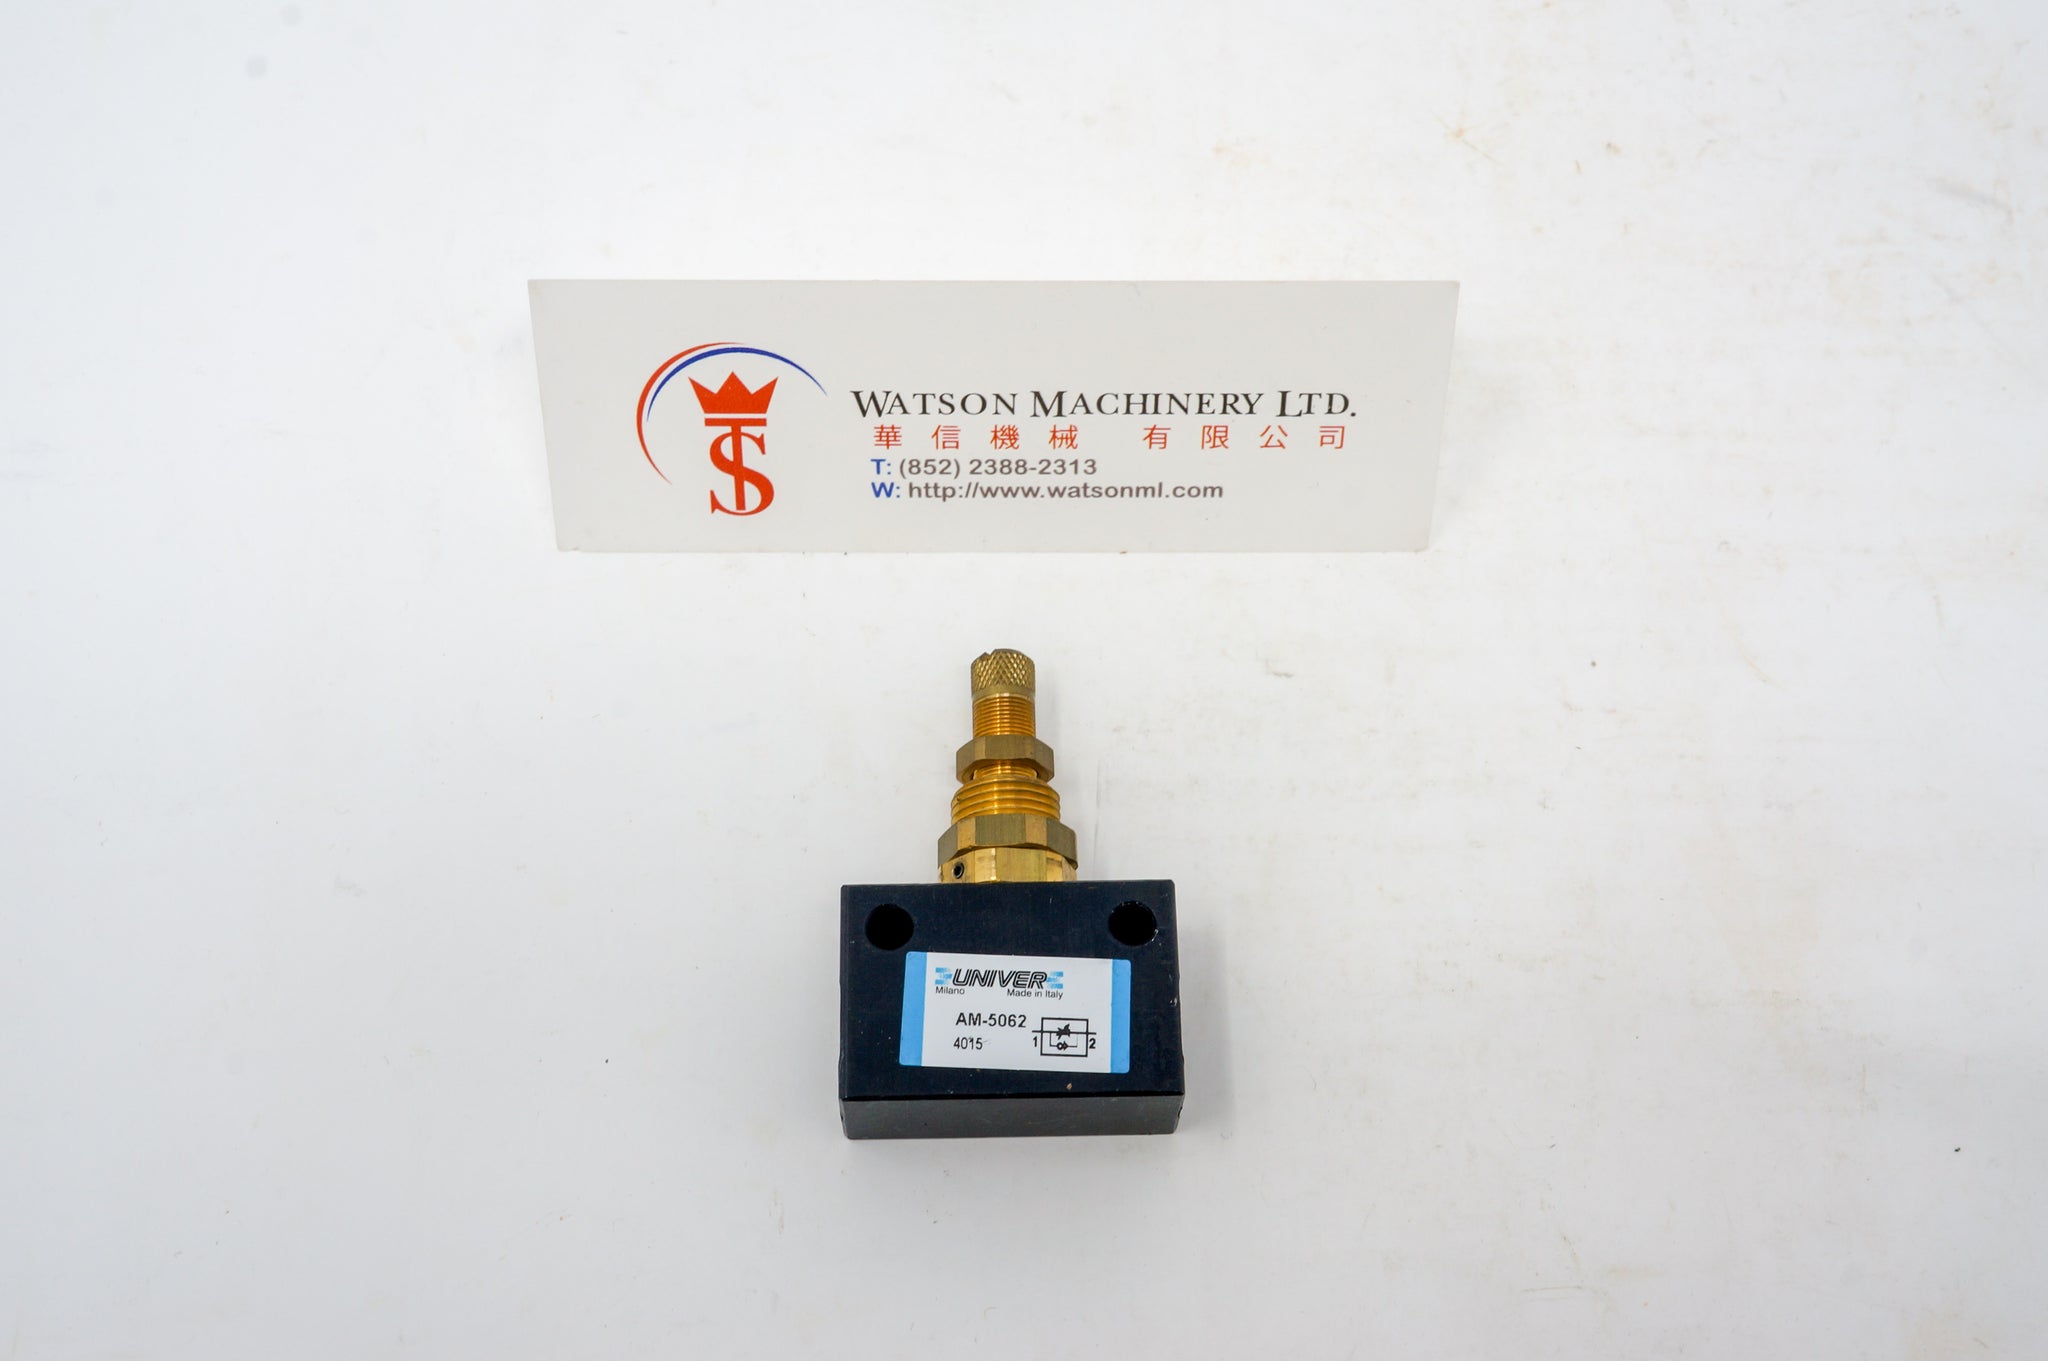 WATSON MACHINERY LTD.
華信機械 有限公司
T: (852) 2388-2313
W: http://www.watsonml.com
UNIVER
Milano Made in Italy
AM-5062
4015
1 2